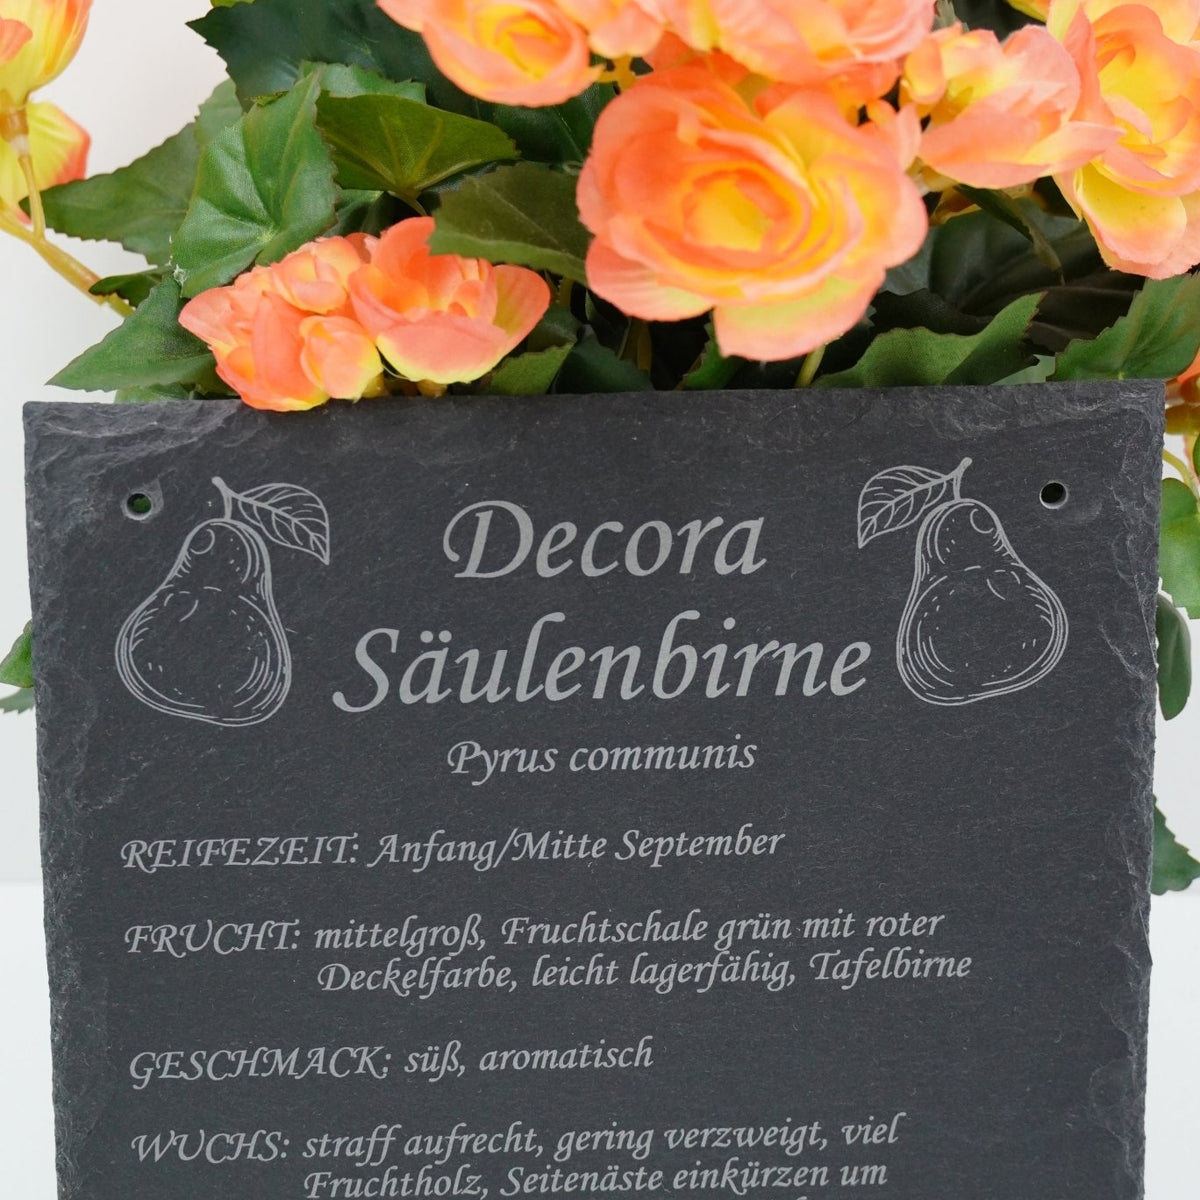 Decora
Säulenbirne
Pyrus communis
REIFEZEIT: Anfang/Mitte September
FRUCHT: mittelgroß, Fruchtschale grün mit roter
Deckelfarbe, leicht lagerfähig, Tafelbirne
GESCHMACK: süß, aromatisch
WUCHS: straff aufrecht, gering verzweigt, viel
Fruchtholz, Seitenäste einkürzen um